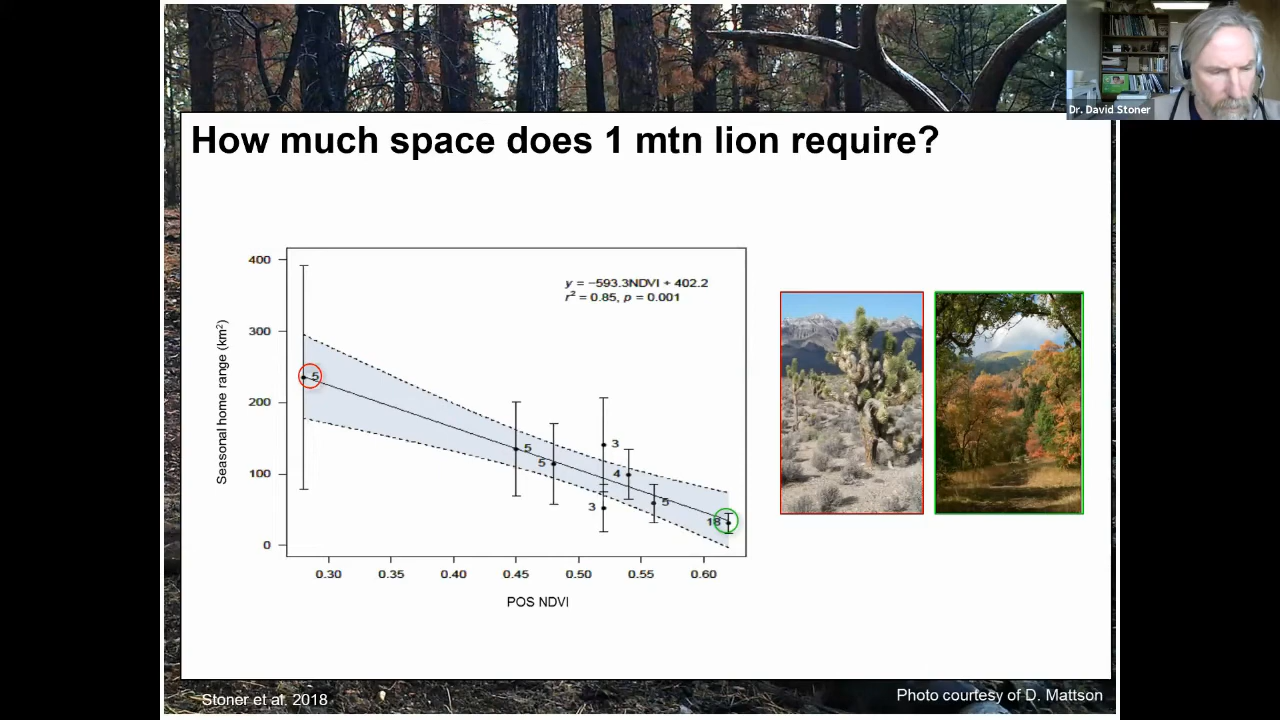 Dr. David Stoner
How much space does 1 mtn lion require?
y = −593.3NDVI + 402.2
r² = 0.85, p = 0.001
Seasonal home range (km²)
400
300
200
100
0
5
5
5
3
3
4
5
18
0.30 0.35 0.40 0.45 0.50 0.55 0.60
POS NDVI
Stoner et al. 2018
Photo courtesy of D. Mattson